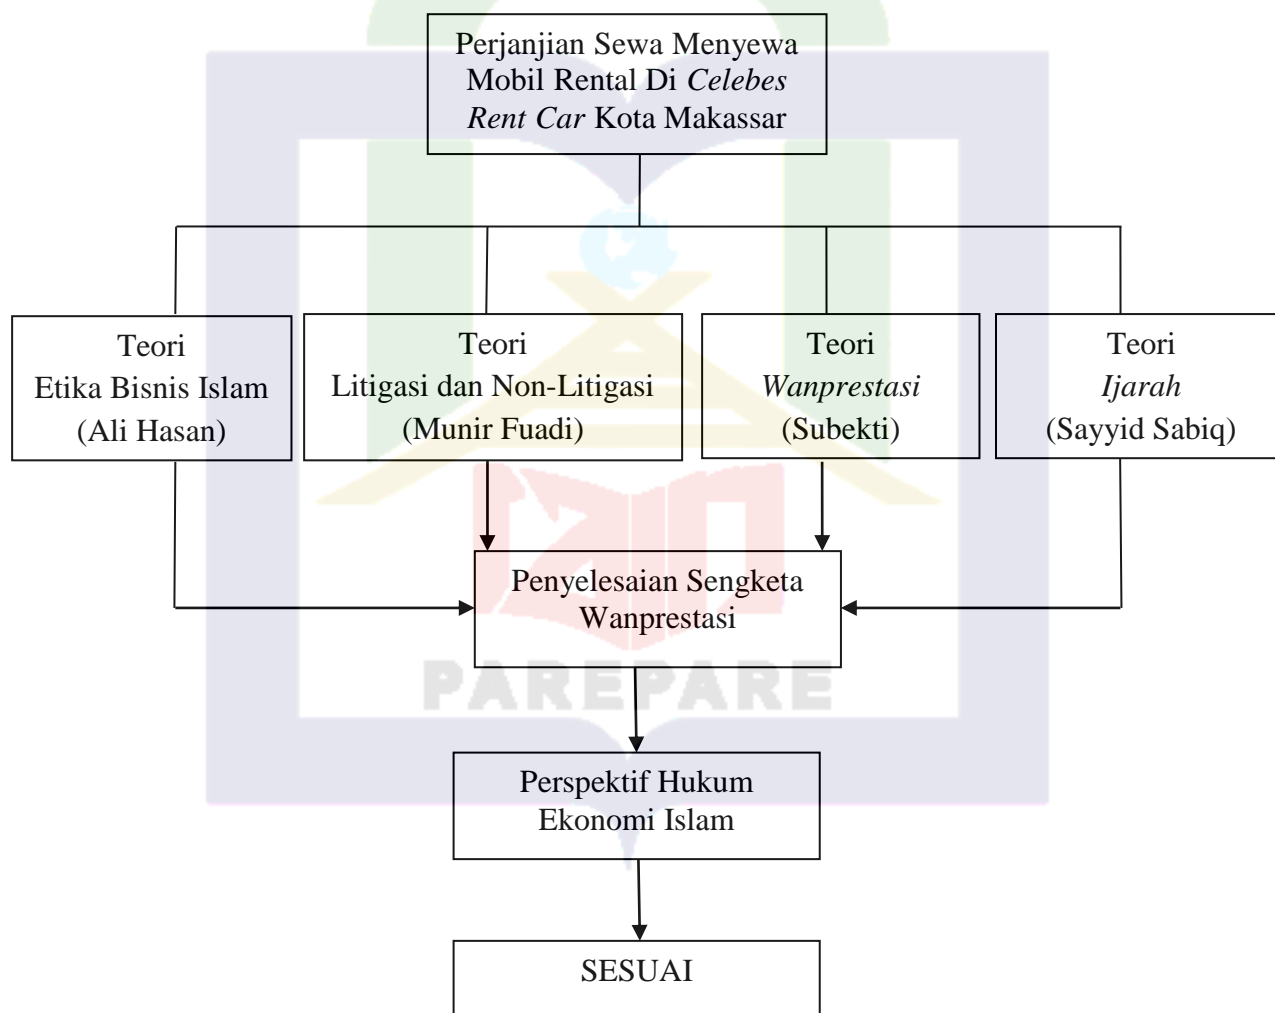 Perjanjian Sewa Menyewa
Mobil Rental Di Celebes
Rent Car Kota Makassar
Teori
Etika Bisnis Islam
(Ali Hasan)
Teori
Litigasi dan Non-Litigasi
(Munir Fuadi)
Teori
Wanprestasi
(Subekti)
Teori
Ijarah
(Sayyid Sabiq)
Penyelesaian Sengketa
Wanprestasi
PAREPARE
Perspektif Hukum
Ekonomi Islam
SESUAI